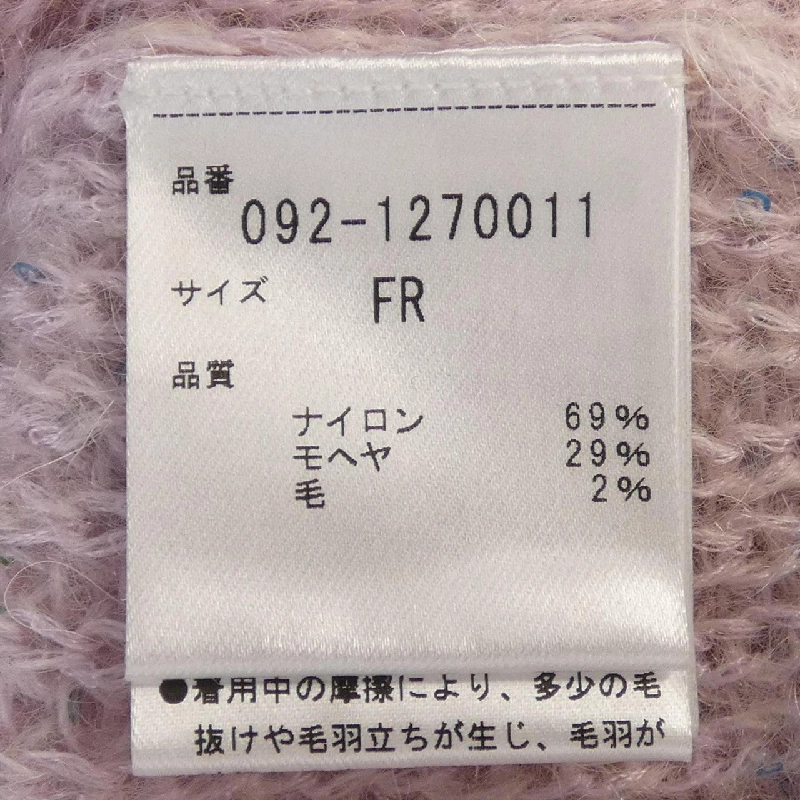 品番
092-1270011
サイズ FR
品質
ナイロン 69%
モヘヤ 29%
毛 2%
●着用中の摩擦により、多少の毛
抜けや毛羽立ちが生じ、毛羽が